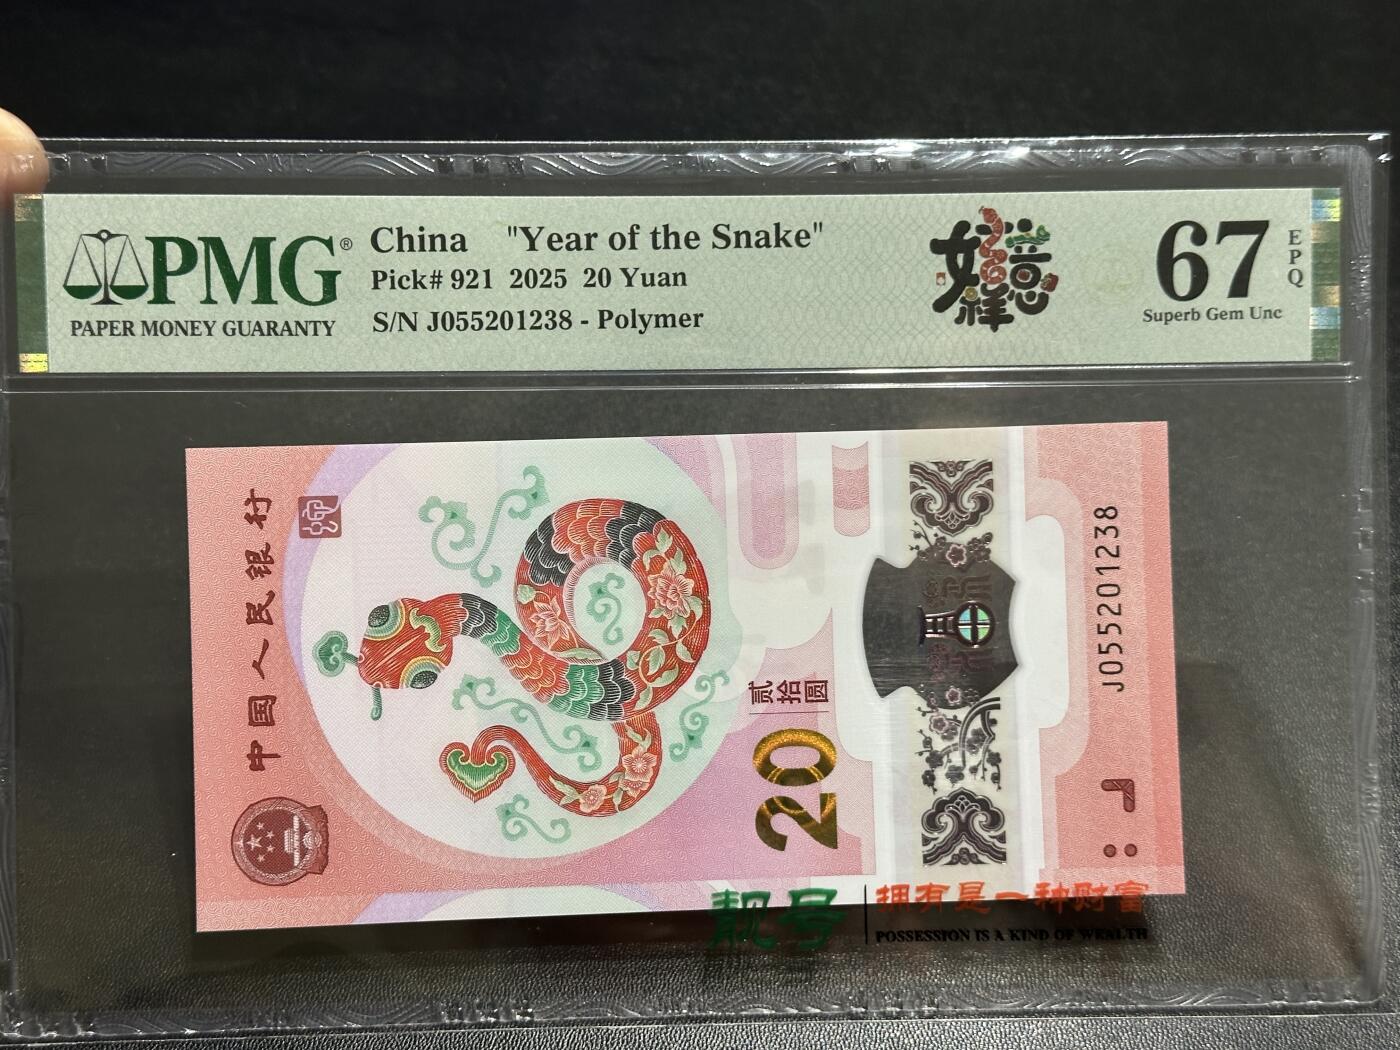 PMG®
PAPER MONEY GUARANTY
China "Year of the Snake"
Pick# 921 2025 20 Yuan
S/N J055201238 - Polymer
67
EPQ
Superb Gem Unc
中国人民银行
贰拾圆
20
J055201238
靓号
拥有是一种财富
POSSESSION IS A KIND OF WEALTH